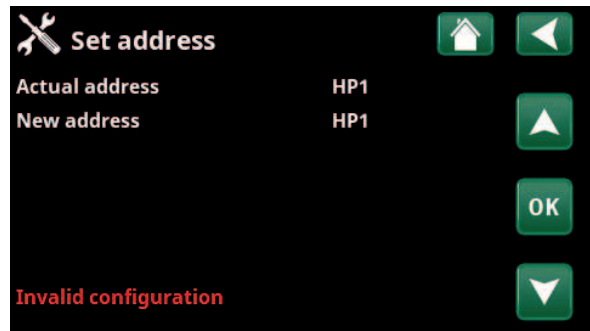 Set address
Actual address HP1
New address HP1
OK
Invalid configuration